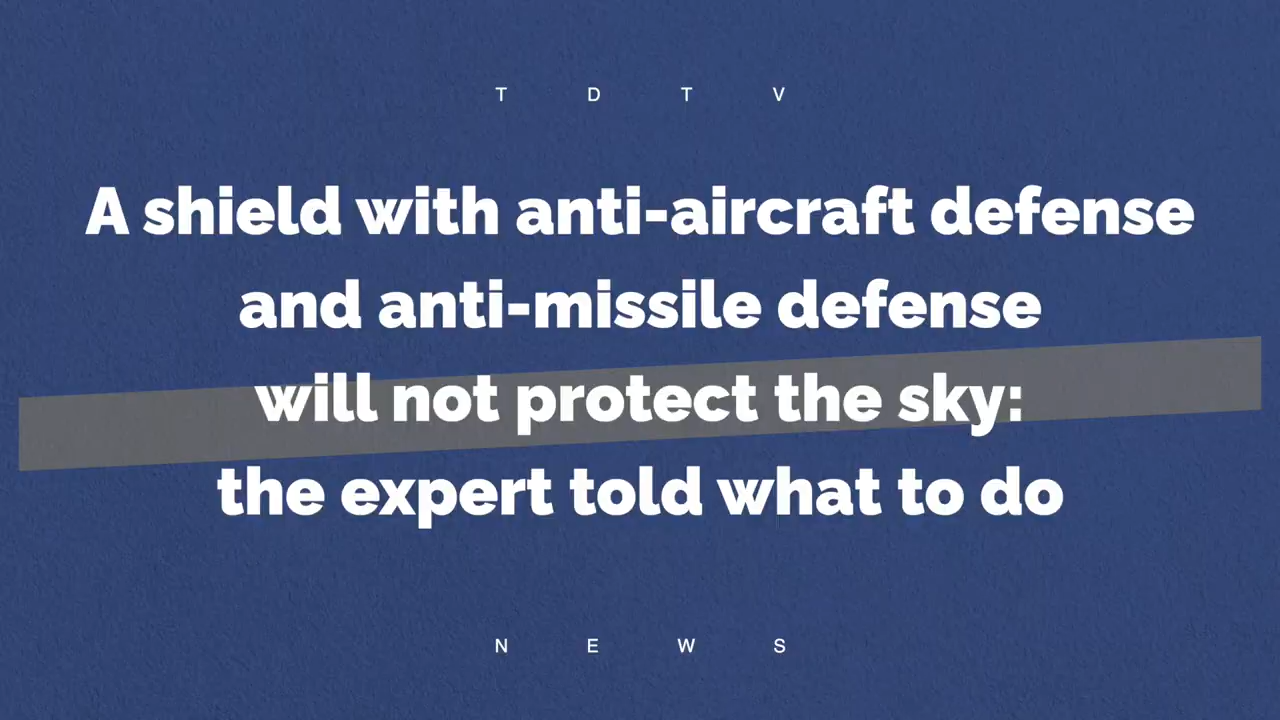 T D T V
A shield with anti-aircraft defense
and anti-missile defense
will not protect the sky:
the expert told what to do
N E W S